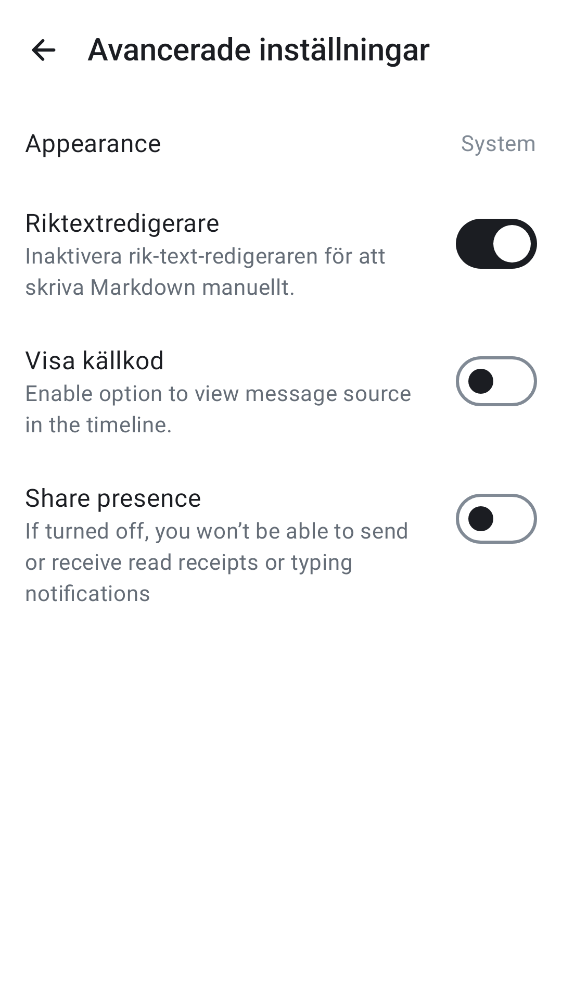 Avancerade inställningar
Appearance System
Riktextredigerare
Inaktivera rik-text-redigeraren för att
skriva Markdown manuellt.
Visa källkod
Enable option to view message source
in the timeline.
Share presence
If turned off, you won’t be able to send
or receive read receipts or typing
notifications